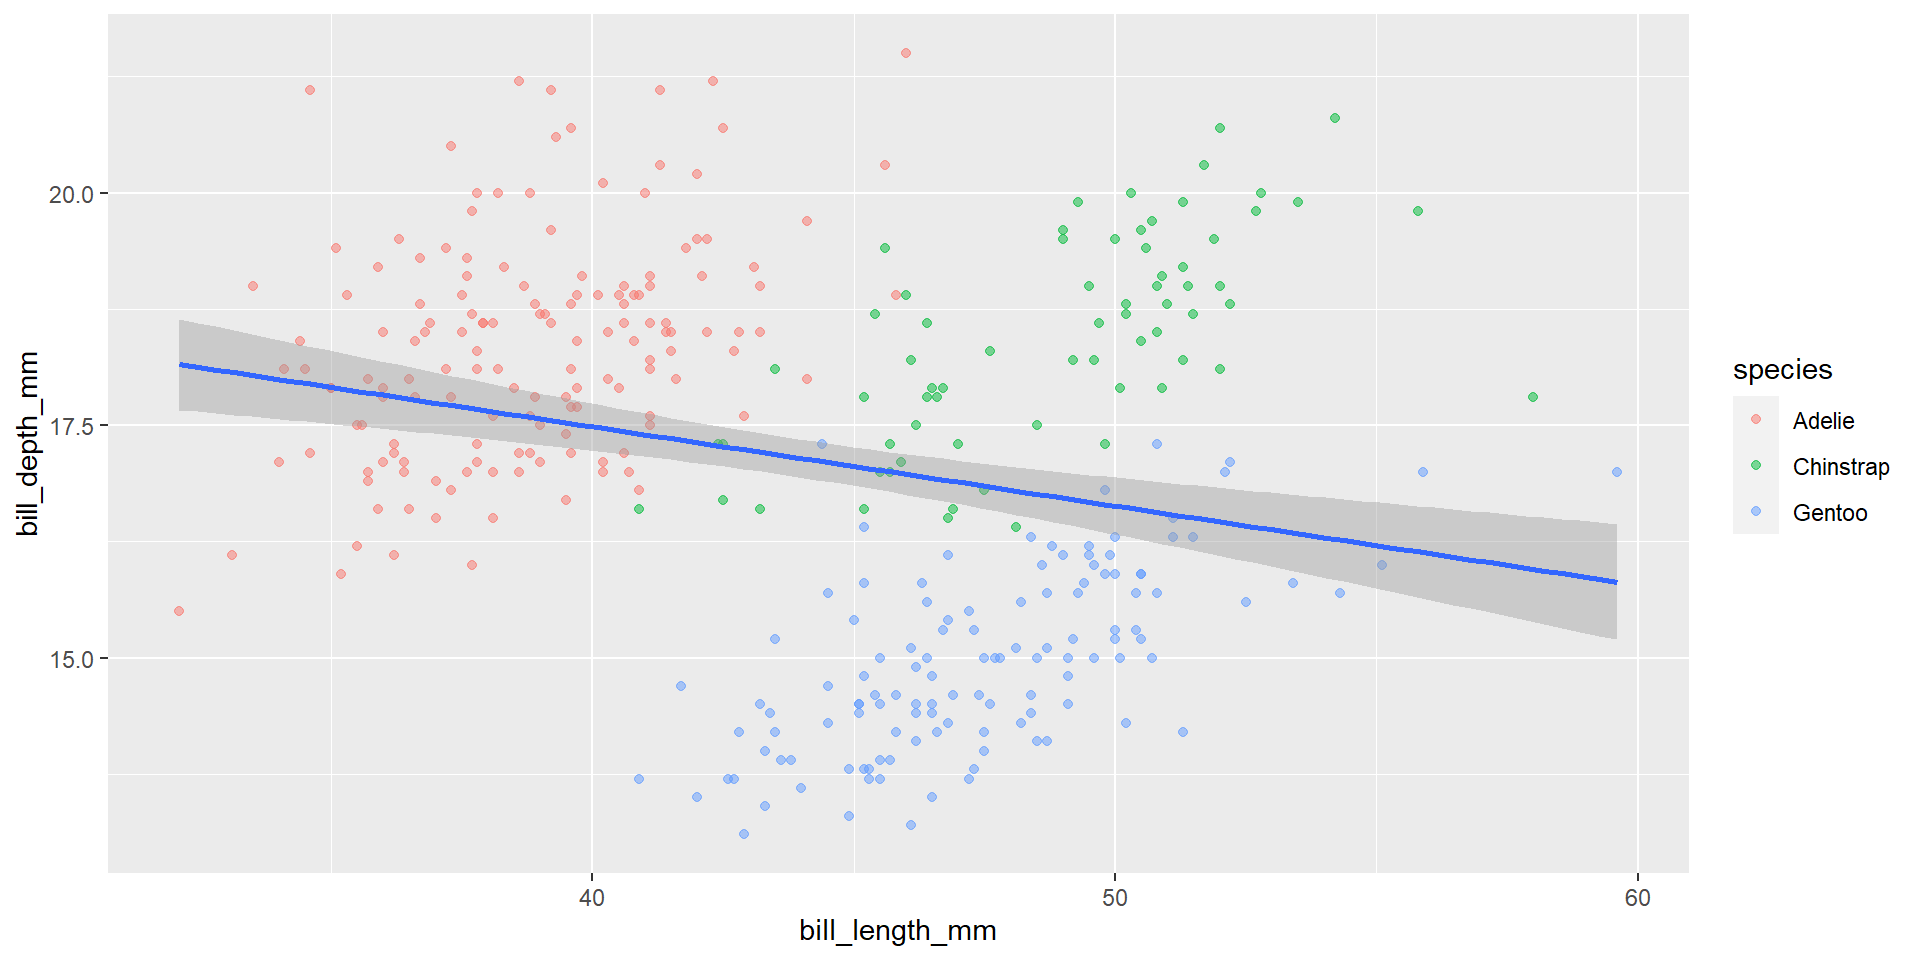 20.0
17.5
15.0
bill_depth_mm
40
50
60
bill_length_mm
species
Adelie
Chinstrap
Gentoo